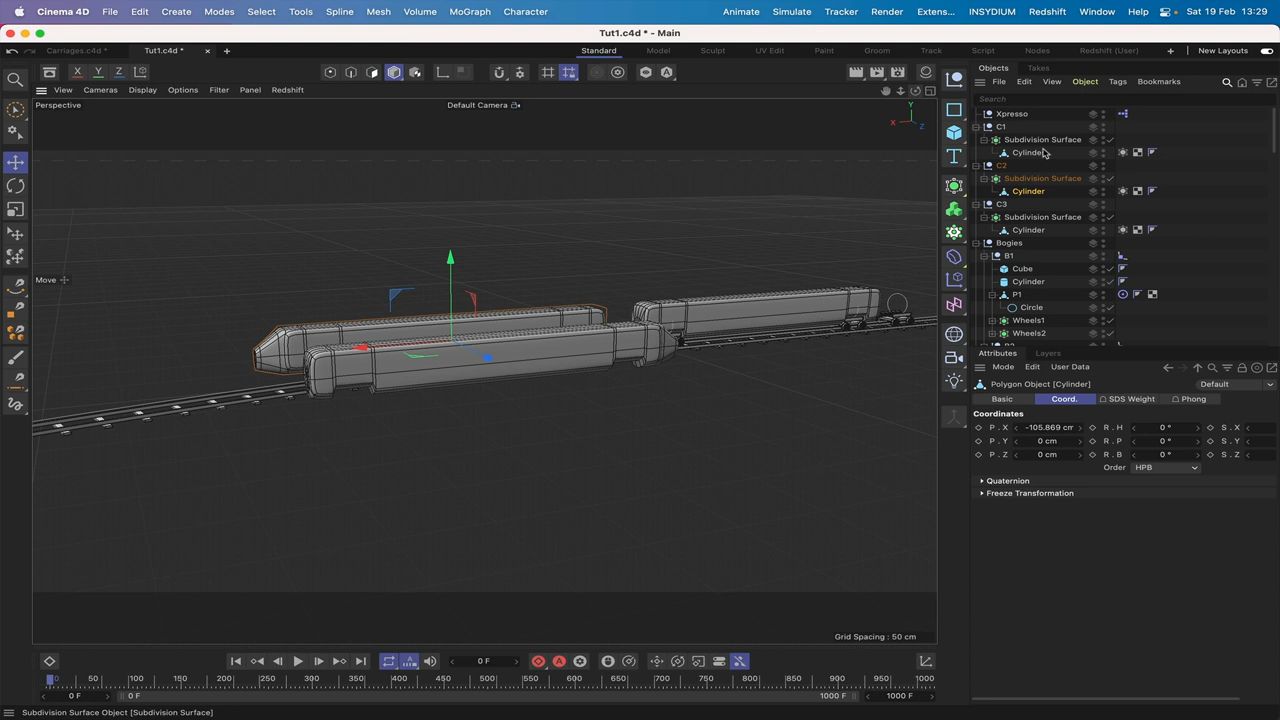 Cinema 4D File Edit Create Modes Select Tools Spline Mesh Volume MoGraph Character Animate Simulate Tracker Render Extens... INSYDIUM Redshift Window Help Sat 19 Feb 13:29
Tut1.c4d * - Main
Carriages.c4d * Tut1.c4d * Standard Model Sculpt UV Edit Paint Groom Track Script Nodes Redshift (User) New Layouts
X Y Z
Objects Takes
File Edit View Object Tags Bookmarks
View Cameras Display Options Filter Panel Redshift
Search
Perspective Default Camera
Y
X Z
Xpresso
C1
Subdivision Surface
Cylinder
C2
Subdivision Surface
Cylinder
C3
Subdivision Surface
Cylinder
Bogies
B1
Cube
Cylinder
P1
Circle
Wheels1
Wheels2
Move
Attributes Layers
Mode Edit User Data
Polygon Object [Cylinder] Default
Basic Coord. SDS Weight Phong
Coordinates
P . X -105.869 cm R . H 0 ° S . X
P . Y 0 cm R . P 0 ° S . Y
P . Z 0 cm R . B 0 ° S . Z
Order HPB
Quaternion
Freeze Transformation
Grid Spacing : 50 cm
0 F
0 50 100 150 200 250 300 350 400 450 500 550 600 650 700 750 800 850 900 950 1000
0 F 0 F 1000 F 1000 F
Subdivision Surface Object [Subdivision Surface]